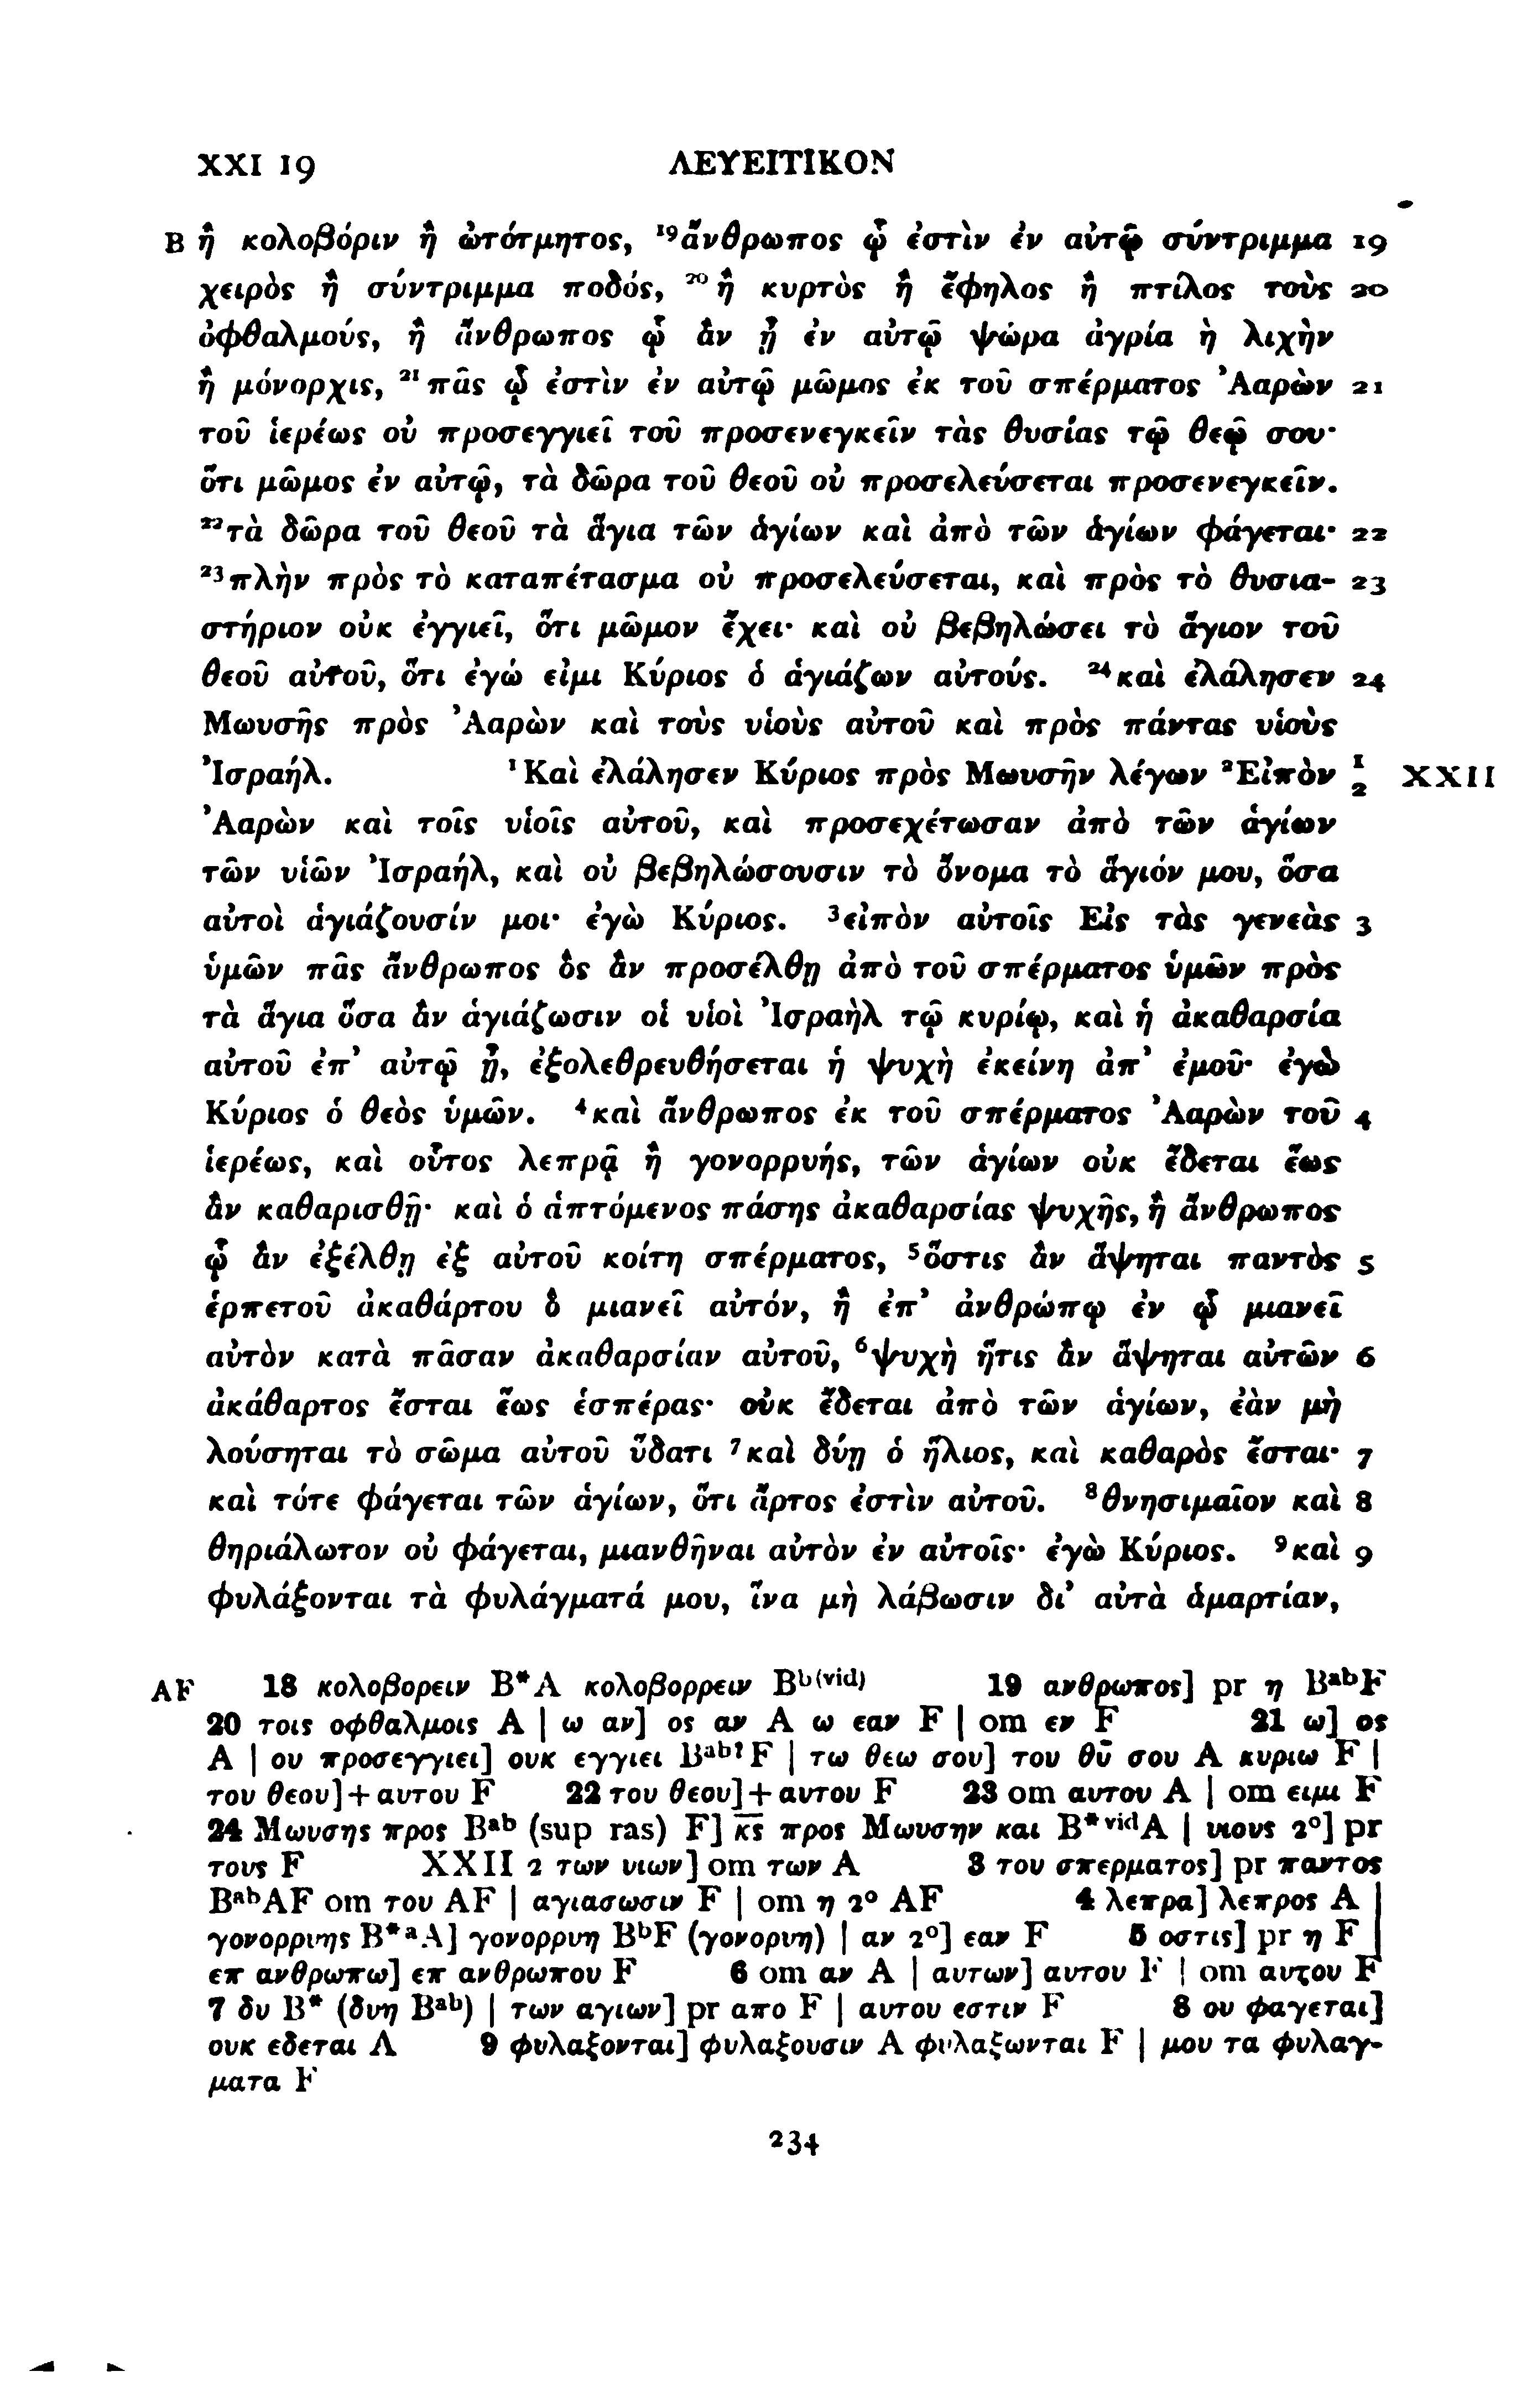 XXI 19 ΛΕΥΕΙΤΙΚΟΝ
B ἢ κολοβόριν ἢ ὠτότμητος, ¹⁹ἄνθρωπος ᾧ ἐστὶν ἐν αὐτῷ σύντριμμα 19
χειρὸς ἢ σύντριμμα ποδός, ²⁰ἢ κυρτὸς ἢ ἔφηλος ἢ πτίλος τοὺς 20
ὀφθαλμούς, ἢ ἄνθρωπος ᾧ ἂν ᾖ ἐν αὐτῷ ψώρα ἀγρία ἢ λιχὴν
ἢ μόνορχις, ²¹πᾶς ᾧ ἐστὶν ἐν αὐτῷ μῶμος ἐκ τοῦ σπέρματος Ἀαρὼν 21
τοῦ ἱερέως οὐ προσεγγιεῖ τοῦ προσενεγκεῖν τὰς θυσίας τῷ θεῷ σου·
ὅτι μῶμος ἐν αὐτῷ, τὰ δῶρα τοῦ θεοῦ οὐ προσελεύσεται προσενεγκεῖν.
²²τὰ δῶρα τοῦ θεοῦ τὰ ἅγια τῶν ἁγίων καὶ ἀπὸ τῶν ἁγίων φάγεται· 22
²³πλὴν πρὸς τὸ καταπέτασμα οὐ προσελεύσεται, καὶ πρὸς τὸ θυσια- 23
στήριον οὐκ ἐγγιεῖ, ὅτι μῶμον ἔχει· καὶ οὐ βεβηλώσει τὸ ἅγιον τοῦ
θεοῦ αὐτοῦ, ὅτι ἐγώ εἰμι Κύριος ὁ ἁγιάζων αὐτούς. ²⁴καὶ ἐλάλησεν 24
Μωυσῆς πρὸς Ἀαρὼν καὶ τοὺς υἱοὺς αὐτοῦ καὶ πρὸς πάντας υἱοὺς
Ἰσραήλ. ¹Καὶ ἐλάλησεν Κύριος πρὸς Μωυσῆν λέγων ²Εἰπὸν 1 2 XXII
Ἀαρὼν καὶ τοῖς υἱοῖς αὐτοῦ, καὶ προσεχέτωσαν ἀπὸ τῶν ἁγίων
τῶν υἱῶν Ἰσραήλ, καὶ οὐ βεβηλώσουσιν τὸ ὄνομα τὸ ἅγιόν μου, ὅσα
αὐτοὶ ἁγιάζουσίν μοι· ἐγὼ Κύριος. ³εἰπὸν αὐτοῖς Εἰς τὰς γενεὰς 3
ὑμῶν πᾶς ἄνθρωπος ὃς ἂν προσέλθῃ ἀπὸ τοῦ σπέρματος ὑμῶν πρὸς
τὰ ἅγια ὅσα ἂν ἁγιάζωσιν οἱ υἱοὶ Ἰσραὴλ τῷ κυρίῳ, καὶ ἡ ἀκαθαρσία
αὐτοῦ ἐπ’ αὐτῷ ᾖ, ἐξολεθρευθήσεται ἡ ψυχὴ ἐκείνη ἀπ’ ἐμοῦ· ἐγὼ
Κύριος ὁ θεὸς ὑμῶν. ⁴καὶ ἄνθρωπος ἐκ τοῦ σπέρματος Ἀαρὼν τοῦ 4
ἱερέως, καὶ οὗτος λεπρᾷ ἢ γονορρυής, τῶν ἁγίων οὐκ ἔδεται ἕως
ἂν καθαρισθῇ· καὶ ὁ ἁπτόμενος πάσης ἀκαθαρσίας ψυχῆς, ἢ ἄνθρωπος
ᾧ ἂν ἐξέλθῃ ἐξ αὐτοῦ κοίτη σπέρματος, ⁵ὅστις ἂν ἅψηται παντὸς 5
ἑρπετοῦ ἀκαθάρτου ὃ μιανεῖ αὐτόν, ἢ ἐπ’ ἀνθρώπῳ ἐν ᾧ μιανεῖ
αὐτὸν κατὰ πᾶσαν ἀκαθαρσίαν αὐτοῦ, ⁶ψυχὴ ἥτις ἂν ἅψηται αὐτῶν 6
ἀκάθαρτος ἔσται ἕως ἑσπέρας· οὐκ ἔδεται ἀπὸ τῶν ἁγίων, ἐὰν μὴ
λούσηται τὸ σῶμα αὐτοῦ ὕδατι ⁷καὶ δύῃ ὁ ἥλιος, καὶ καθαρὸς ἔσται· 7
καὶ τότε φάγεται τῶν ἁγίων, ὅτι ἄρτος ἐστὶν αὐτοῦ. ⁸θνησιμαῖον καὶ 8
θηριάλωτον οὐ φάγεται, μιανθῆναι αὐτὸν ἐν αὐτοῖς· ἐγὼ Κύριος. ⁹καὶ 9
φυλάξονται τὰ φυλάγματά μου, ἵνα μὴ λάβωσιν δι’ αὐτὰ ἁμαρτίαν,
AF 18 κολοβορειν B*A κολοβορρειν Bᵇ⁽ᵛⁱᵈ⁾ 19 ανθρωπος] pr η BᵃᵇF
20 τοις οφθαλμοις A | ω αν] ος αν A ω εαν F | om εν F 21 ω] ος
A | ου προσεγγιει] ουκ εγγιει Bᵃᵇ?F | τω θεω σου] του θ̅υ̅ σου A κυριω F |
του θεου]+αυτου F 22 του θεου]+αυτου F 23 om αυτου A | om ειμι F
24 Μωυσης προς Bᵃᵇ (sup ras) F] κ̅ς̅ προς Μωυσην και B*ᵛⁱᵈA | υιους 2°] pr
τους F XXII 2 των υιων] om των A 3 του σπερματος] pr παντος
BᵃᵇAF om του AF | αγιασωσιν F | om η 2° AF 4 λεπρα] λεπρος A |
γονορρυης B*ᵃA] γονορρυη BᵇF (γονορυη) | αν 2°] εαν F 5 οστις] pr η F |
επ ανθρωπω] επ ανθρωπου F 6 om αν A | αυτων] αυτου F | om αυτου F
7 δυ B* (δυη Bᵃᵇ) | των αγιων] pr απο F | αυτου εστιν F 8 ου φαγεται]
ουκ εδεται A 9 φυλαξονται] φυλαξουσιν A φυλαξωνται F | μου τα φυλαγ-
ματα F
234